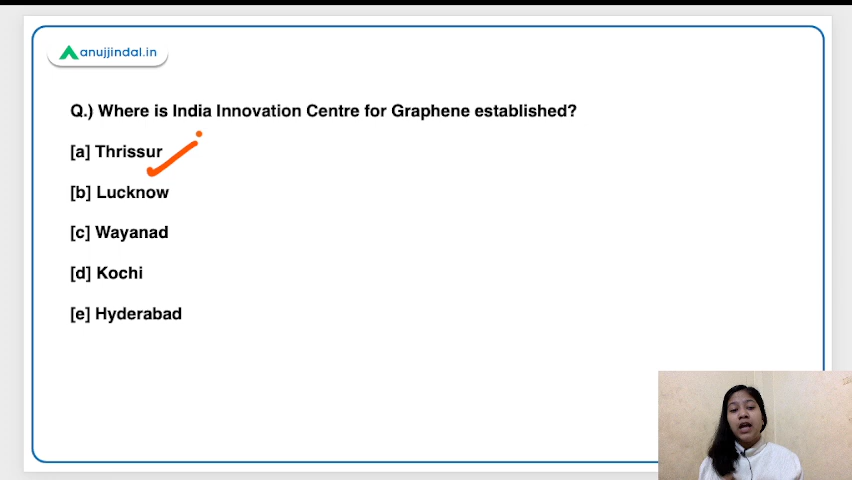 anujjindal.in
Q.) Where is India Innovation Centre for Graphene established?
[a] Thrissur
[b] Lucknow
[c] Wayanad
[d] Kochi
[e] Hyderabad